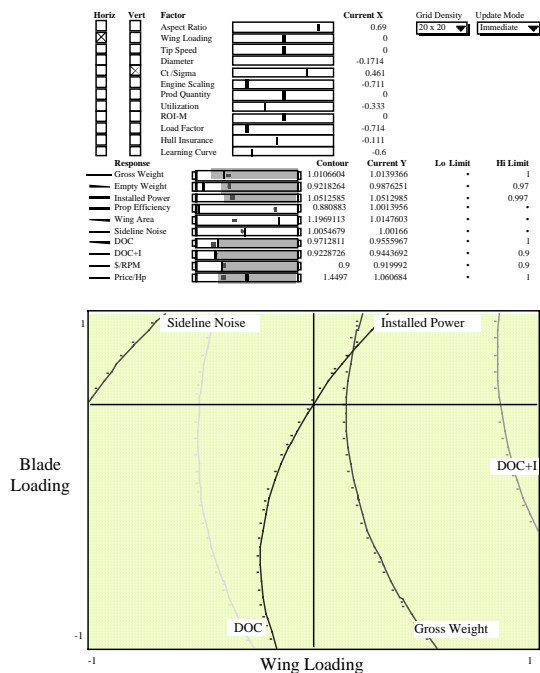 Horiz Vert Factor Current X Grid Density Update Mode
Aspect Ratio 0.69 20 x 20 Immediate
Wing Loading 0
Tip Speed 0
Diameter -0.1714
Ct /Sigma 0.461
Engine Scaling -0.711
Prod Quantity 0
Utilization -0.333
ROI-M 0
Load Factor -0.714
Hull Insurance -0.111
Learning Curve -0.6
Response Contour Current Y Lo Limit Hi Limit
Gross Weight 1.0106604 1.0139366 • 1
Empty Weight 0.9218264 0.9876251 • 0.97
Installed Power 1.0512585 1.0512985 • 0.997
Prop Efficiency 0.880883 1.0013956 • •
Wing Area 1.1969113 1.0147603 • •
Sideline Noise 1.0054679 1.00166 • •
DOC 0.9712811 0.9555967 • 1
DOC+I 0.9228726 0.9443692 • 0.9
$/RPM 0.9 0.919992 • 0.9
Price/Hp 1.4497 1.060684 • 1
1 Sideline Noise Installed Power
Blade
Loading
DOC+I
DOC
Gross Weight
-1
-1 Wing Loading 1